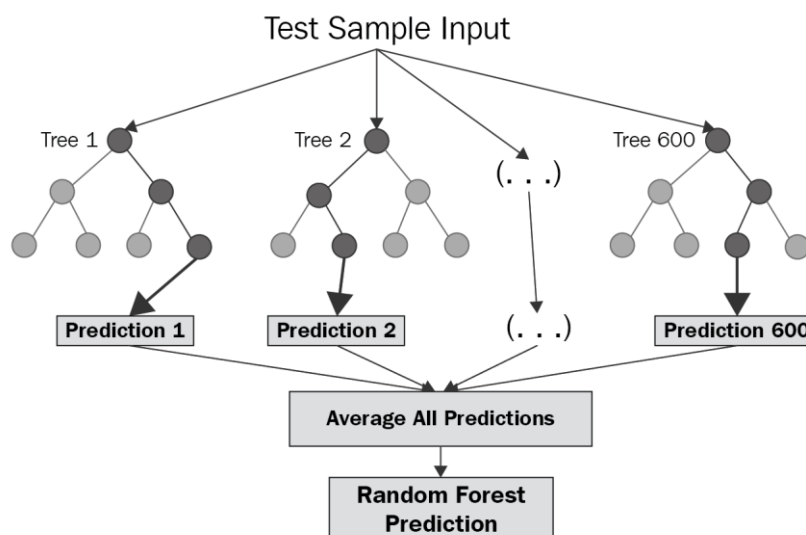 Test Sample Input
Tree 1
Tree 2
(. . .)
Tree 600
Prediction 1
Prediction 2
(. . .)
Prediction 600
Average All Predictions
Random Forest
Prediction